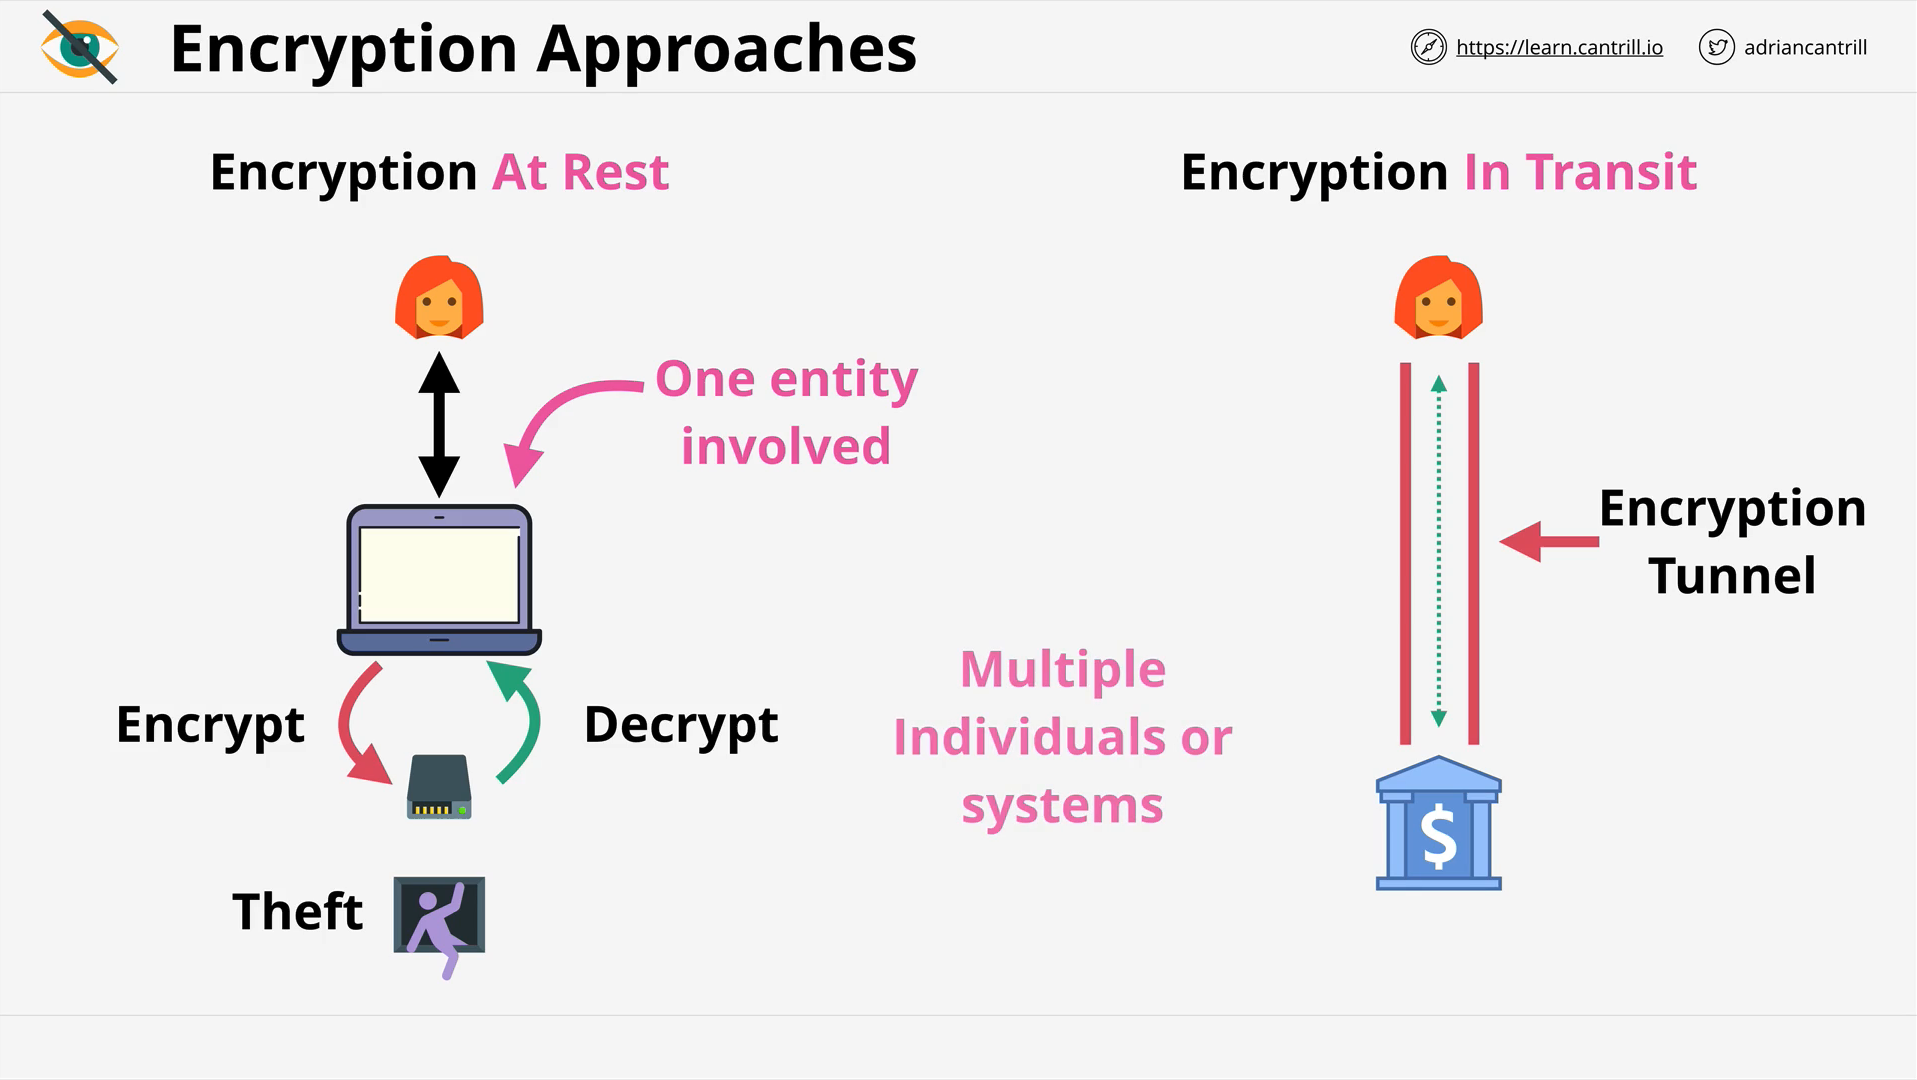 Encryption Approaches
https://learn.cantrill.io
adriancantrill
Encryption At Rest
Encryption In Transit
One entity
involved
Encryption
Tunnel
Multiple
Individuals or
systems
Encrypt
Decrypt
Theft
$